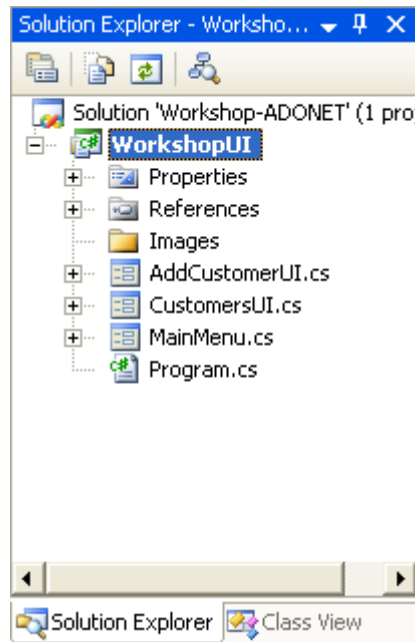 Solution Explorer - Worksho...
Solution 'Workshop-ADONET' (1 pro
WorkshopUI
Properties
References
Images
AddCustomerUI.cs
CustomersUI.cs
MainMenu.cs
Program.cs
Solution Explorer Class View